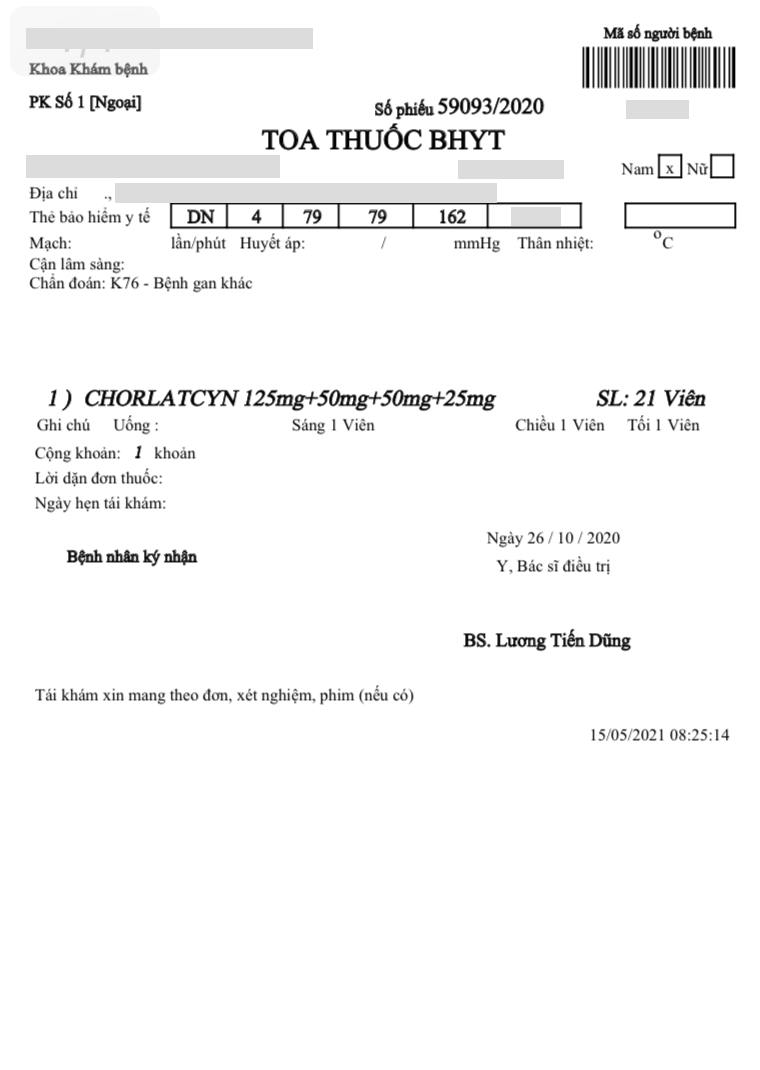 Mã số người bệnh
Khoa Khám bệnh
PK Số 1 [Ngoại]
Số phiếu 59093/2020
TOA THUỐC BHYT
Nam x Nữ
Địa chỉ .,
Thẻ bảo hiểm y tế DN 4 79 79 162
Mạch: lần/phút Huyết áp: / mmHg Thân nhiệt: °C
Cận lâm sàng:
Chẩn đoán: K76 - Bệnh gan khác
1 ) CHORLATCYN 125mg+50mg+50mg+25mg SL: 21 Viên
Ghi chú Uống : Sáng 1 Viên Chiều 1 Viên Tối 1 Viên
Cộng khoản: 1 khoản
Lời dặn đơn thuốc:
Ngày hẹn tái khám:
Ngày 26 / 10 / 2020
Bệnh nhân ký nhận
Y, Bác sĩ điều trị
BS. Lương Tiến Dũng
Tái khám xin mang theo đơn, xét nghiệm, phim (nếu có)
15/05/2021 08:25:14